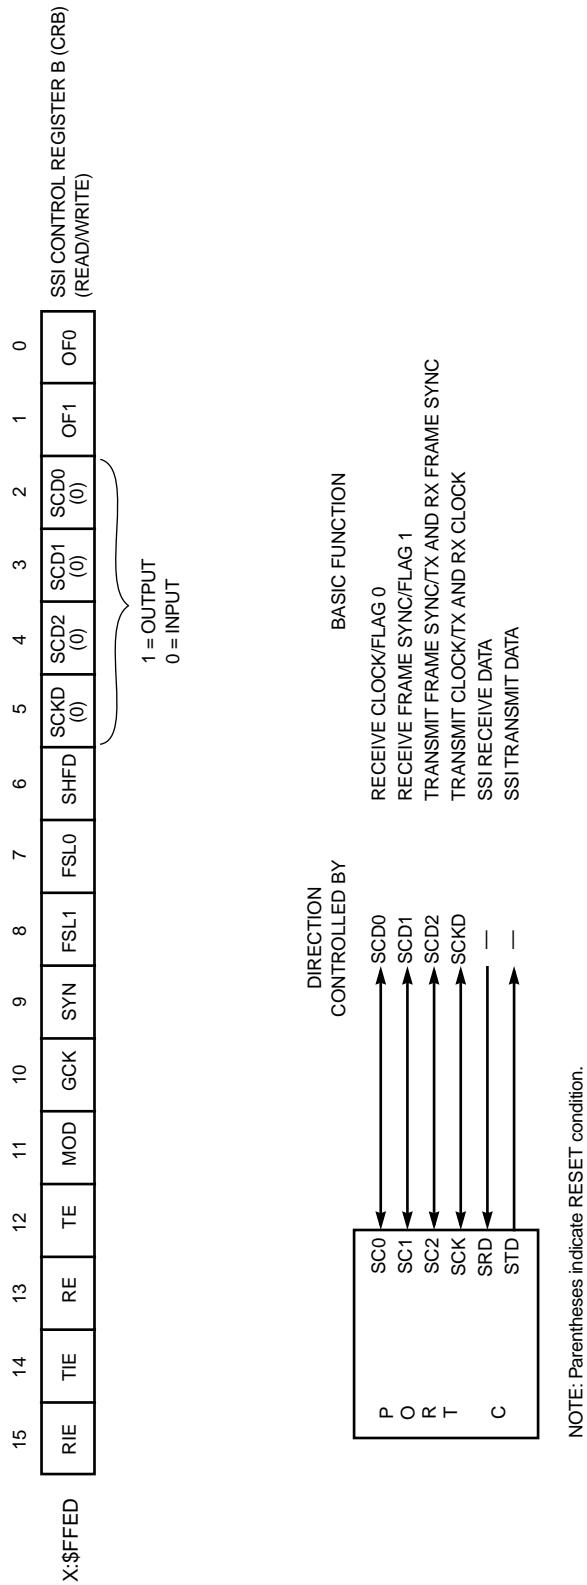 15 14 13 12 11 10 9 8 7 6 5 4 3 2 1 0
X:$FFED RIE TIE RE TE MOD GCK SYN FSL1 FSL0 SHFD SCKD SCD2 SCD1 SCD0 OF1 OF0 SSI CONTROL REGISTER B (CRB)
(0) (0) (0) (0) (READ/WRITE)
1 = OUTPUT
0 = INPUT
DIRECTION
CONTROLLED BY BASIC FUNCTION
SC0 SCD0 RECEIVE CLOCK/FLAG 0
P SC1 SCD1 RECEIVE FRAME SYNC/FLAG 1
O
R SC2 SCD2 TRANSMIT FRAME SYNC/TX AND RX FRAME SYNC
T SCK SCKD TRANSMIT CLOCK/TX AND RX CLOCK
SRD — SSI RECEIVE DATA
C STD — SSI TRANSMIT DATA
NOTE: Parentheses indicate RESET condition.